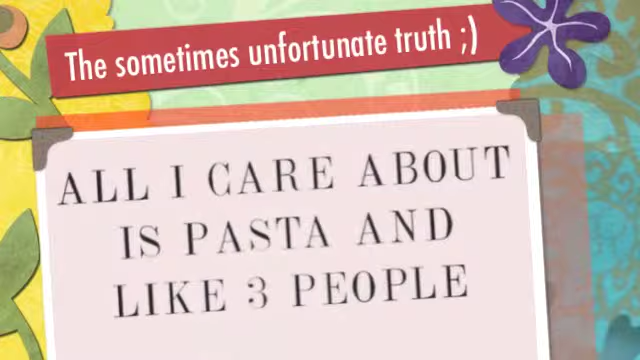 The sometimes unfortunate truth ;)
ALL I CARE ABOUT
IS PASTA AND
LIKE 3 PEOPLE